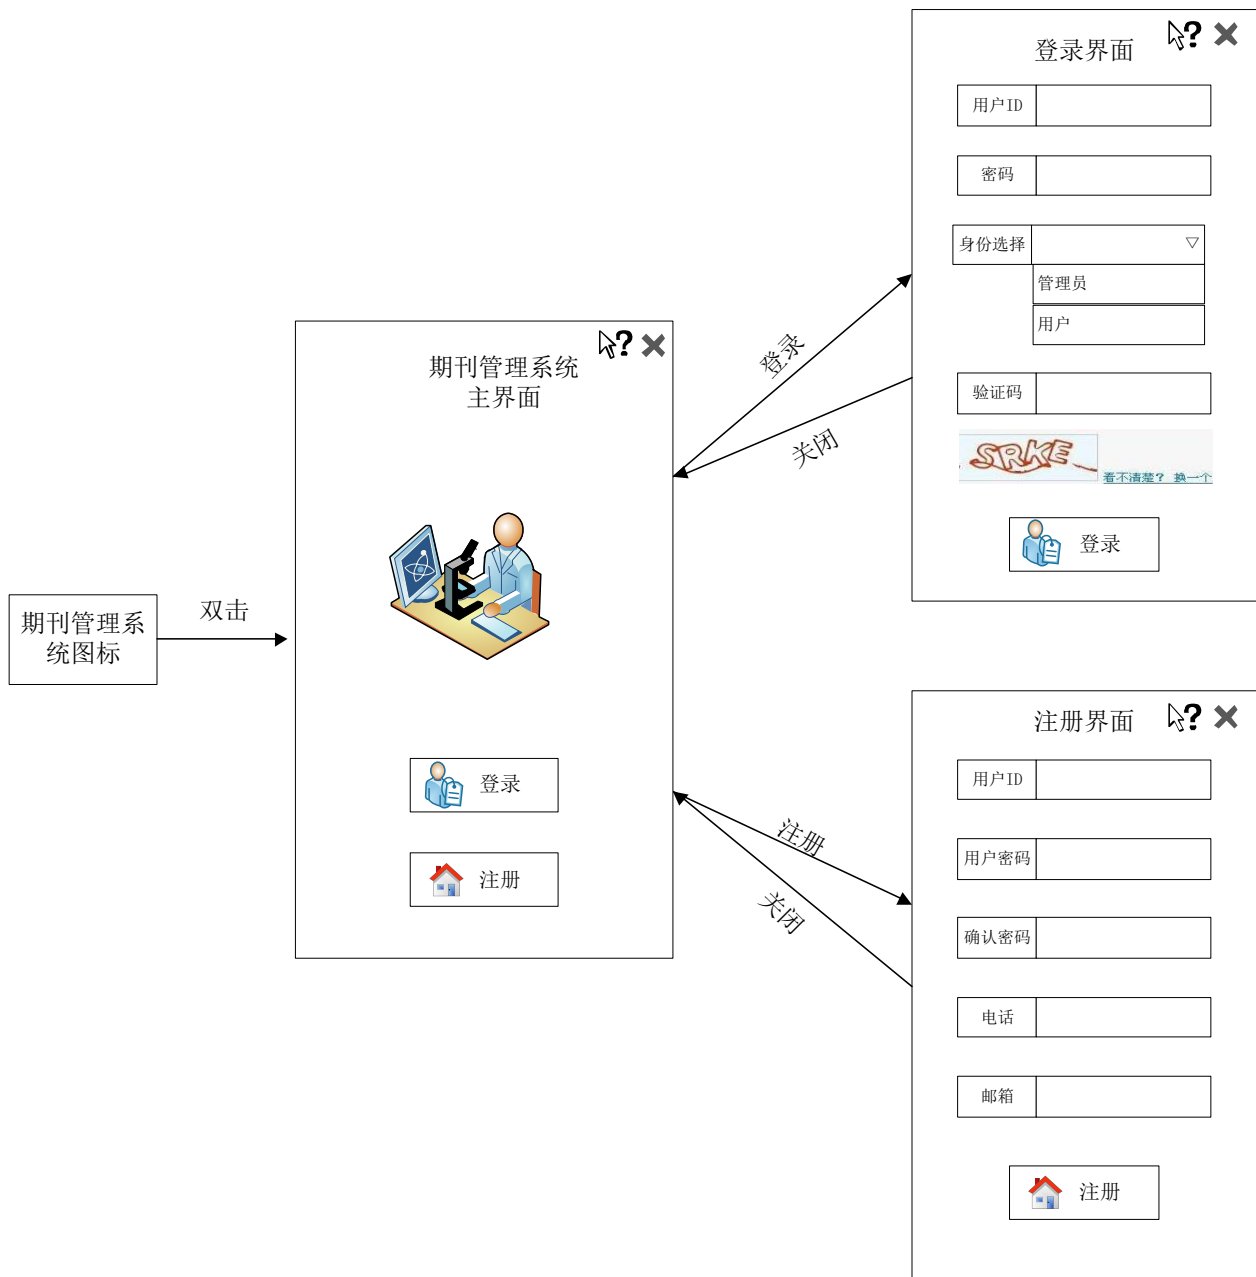 期刊管理系
统图标
双击
期刊管理系统
主界面
?
登录
注册
登录
关闭
注册
关闭
登录界面
?
用户ID
密码
身份选择
管理员
用户
验证码
SRKE
看不清楚? 换一个
登录
注册界面
?
用户ID
用户密码
确认密码
电话
邮箱
注册